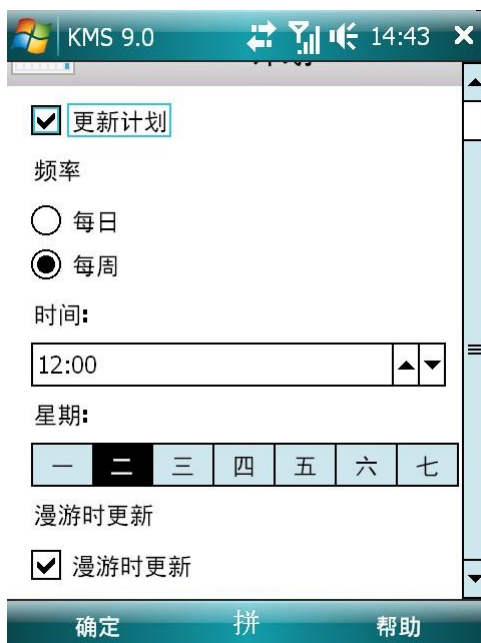 KMS 9.0 14:43
更新计划
频率
每日
每周
时间:
12:00
星期:
一 二 三 四 五 六 七
漫游时更新
漫游时更新
确定 拼 帮助